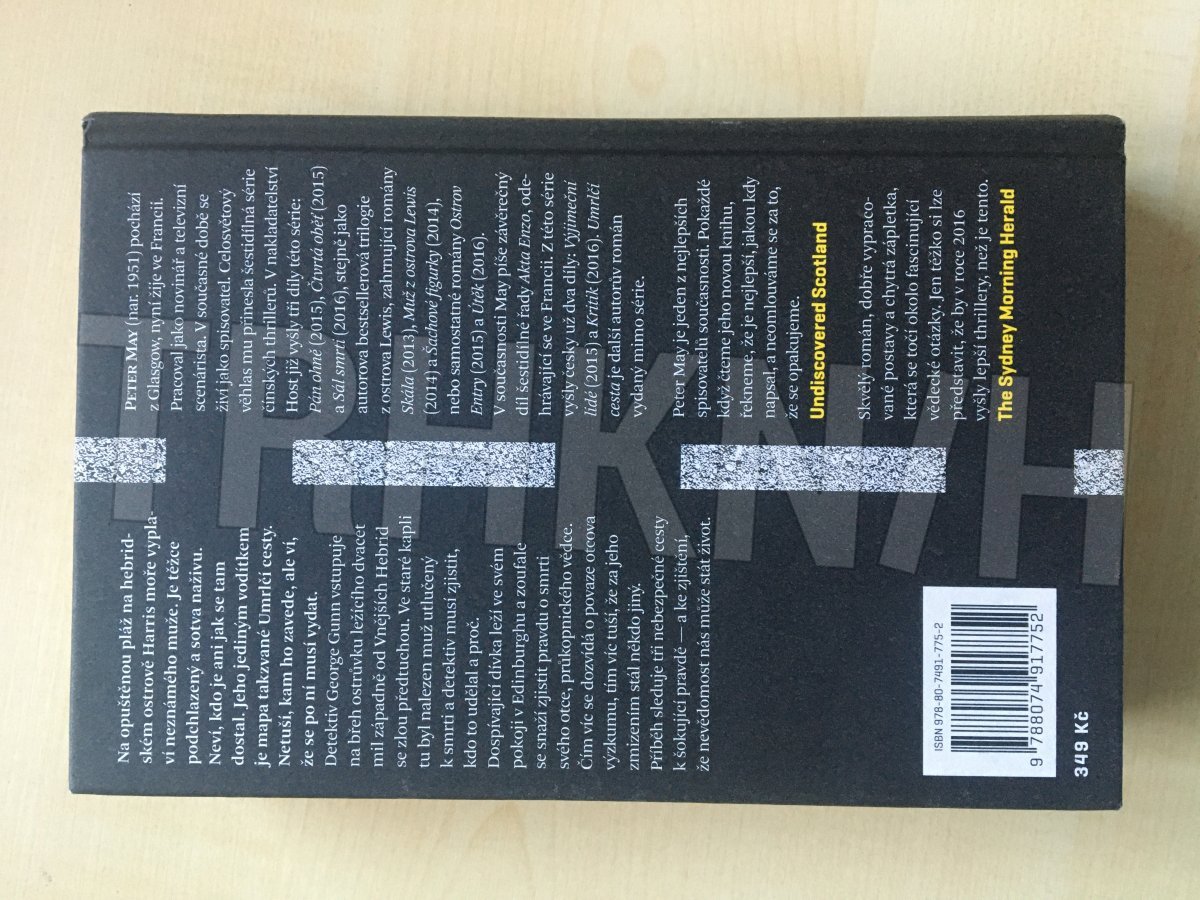 Na opuštěnou pláž na hebrid-
ském ostrově Harris moře vypla-
ví neznámého muže. Je těžce
podchlazený a sotva naživu.
Neví, kdo je ani jak se tam
dostal. Jeho jediným vodítkem
je mapa takzvané Umrlčí cesty.
Netuší, kam ho zavede, ale ví,
že se po ní musí vydat.
Detektiv George Gunn vstupuje
na břeh ostrůvku ležícího dvacet
mil západně od Vnějších Hebrid
se zlou předtuchou. Ve staré kapli
tu byl nalezen muž utlučený
k smrti a detektiv musí zjistit,
kdo to udělal a proč.
Dospívající dívka leží ve svém
pokoji v Edinburghu a zoufale
se snaží zjistit pravdu o smrti
svého otce, průkopnického vědce.
Čím víc se dozvídá o povaze otcova
výzkumu, tím víc tuší, že za jeho
zmizením stál někdo jiný.
Příběh sleduje tři nebezpečné cesty
k šokující pravdě — a ke zjištění,
že nevědomost nás může stát život.
ISBN 978-80-7491-775-2
9 788074 917752
349 Kč
PETER MAY (nar. 1951) pochází
z Glasgow, nyní žije ve Francii.
Pracoval jako novinář a televizní
scenárista. V současné době se
živí jako spisovatel. Celosvětový
věhlas mu přinesla šestidílná série
čínských thrillerů. V nakladatelství
Host již vyšly tři díly této série:
Pán ohně (2015), Čtvrtá oběť (2015)
a Sál smrti (2016), stejně jako
autorova bestsellerová trilogie
z ostrova Lewis, zahrnující romány
Skála (2013), Muž z ostrova Lewis
(2014) a Šachové figurky (2014),
nebo samostatné romány Ostrov
Entry (2015) a Útěk (2016).
V současnosti May píše závěrečný
díl šestidílné řady Akta Enzo, ode-
hrávající se ve Francii. Z této série
vyšly česky už dva díly: Výjimeční
lidé (2015) a Kritik (2016). Umrlčí
cesta je další autorův román
vydaný mimo série.
Peter May je jeden z nejlepších
spisovatelů současnosti. Pokaždé
když čteme jeho novou knihu,
řekneme, že je nejlepší, jakou kdy
napsal, a neomlouváme se za to,
že se opakujeme.
Undiscovered Scotland
Skvělý román, dobře vypraco-
vané postavy a chytrá zápletka,
která se točí okolo fascinující
vědecké otázky. Jen těžko si lze
představit, že by v roce 2016
vyšly lepší thrillery, než je tento.
The Sydney Morning Herald
TRHKNIH